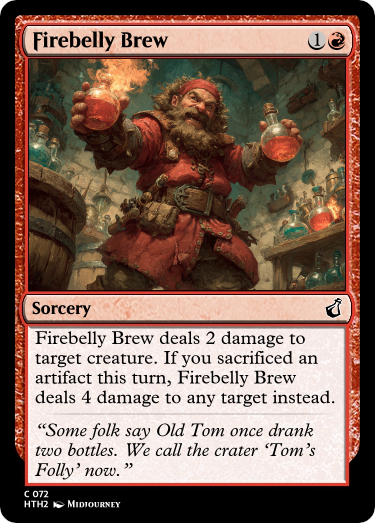 Firebelly Brew 1
Sorcery
Firebelly Brew deals 2 damage to
target creature. If you sacrificed an
artifact this turn, Firebelly Brew
deals 4 damage to any target instead.
“Some folk say Old Tom once drank
two bottles. We call the crater ‘Tom’s
Folly’ now.”
C 072
HTH2 Midjourney